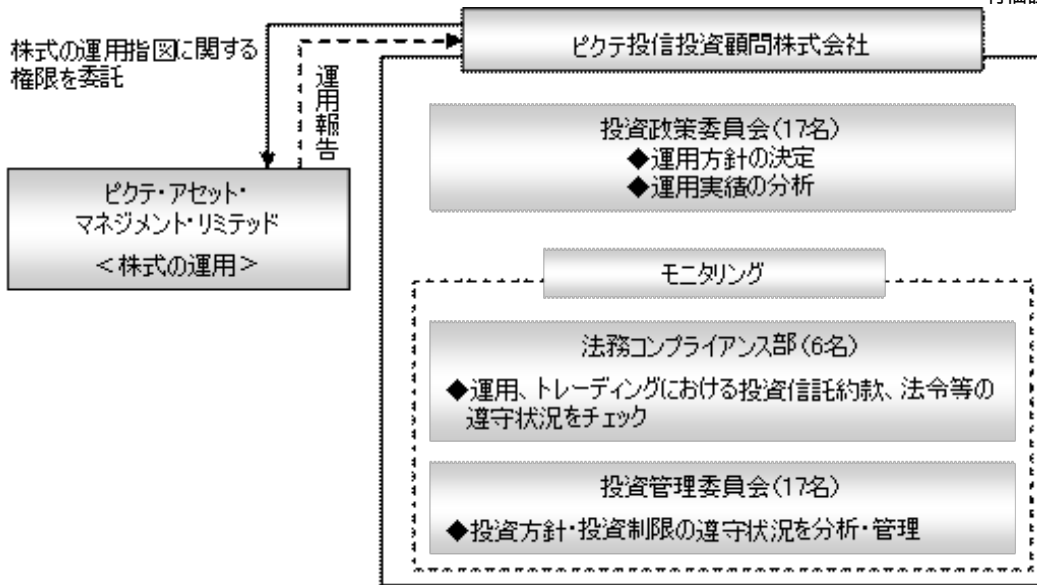 株式の運用指図に関する
権限を委託
運用報告
ピクテ投信投資顧問株式会社
ピクテ・アセット・
マネジメント・リミテッド
＜株式の運用＞
投資政策委員会(17名)
◆運用方針の決定
◆運用実績の分析
モニタリング
法務コンプライアンス部(6名)
◆運用、トレーディングにおける投資信託約款、法令等の
遵守状況をチェック
投資管理委員会(17名)
◆投資方針・投資制限の遵守状況を分析・管理